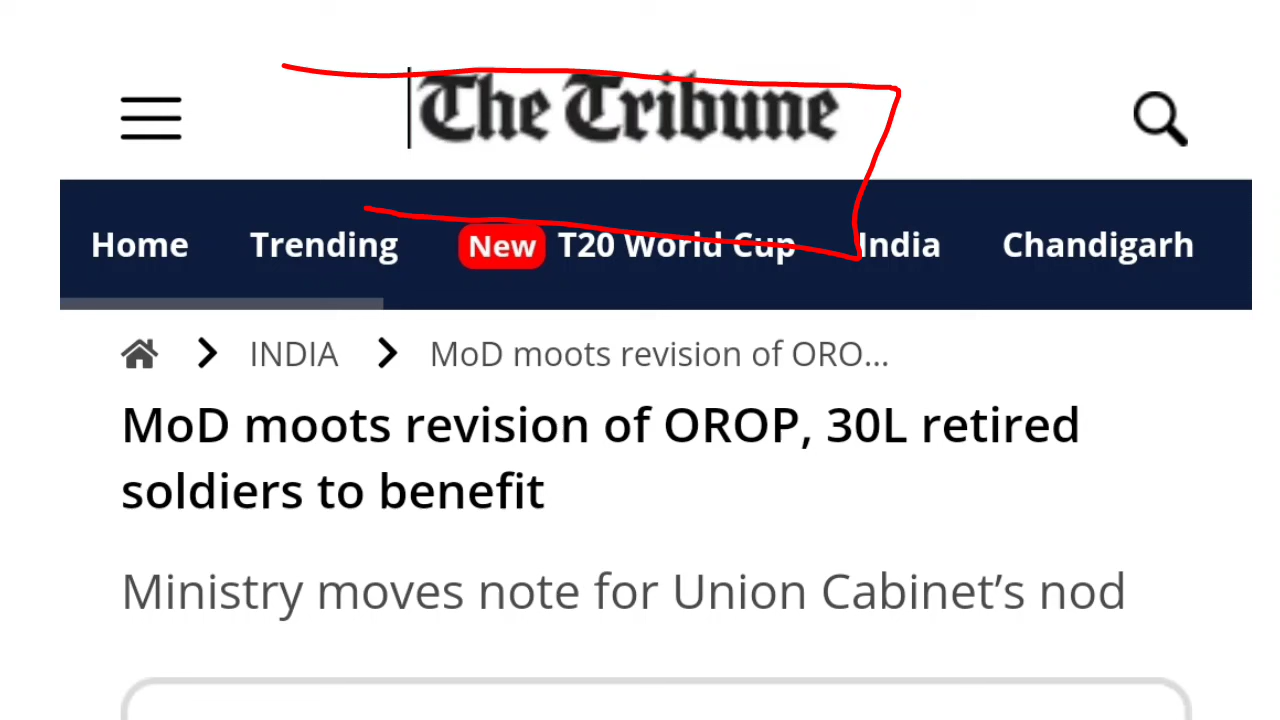 The Tribune
Home Trending New T20 World Cup India Chandigarh
INDIA MoD moots revision of ORO...
MoD moots revision of OROP, 30L retired
soldiers to benefit
Ministry moves note for Union Cabinet’s nod